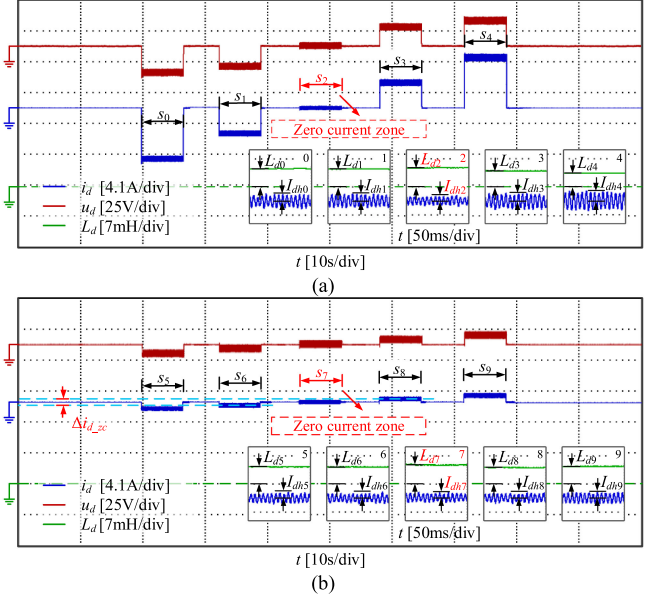 s0
s1
s2
s3
s4
Zero current zone
Ld0 0
Ld1 1
Ld2 2
Ld3 3
Ld4 4
Idh0
Idh1
Idh2
Idh3
Idh4
id [4.1A/div]
ud [25V/div]
Ld [7mH/div]
t [50ms/div]
t [10s/div]
(a)
s5
s6
s7
s8
s9
Δid_zc
Zero current zone
Ld5 5
Ld6 6
Ld7 7
Ld8 8
Ld9 9
Idh5
Idh6
Idh7
Idh8
Idh9
id [4.1A/div]
ud [25V/div]
Ld [7mH/div]
t [50ms/div]
t [10s/div]
(b)